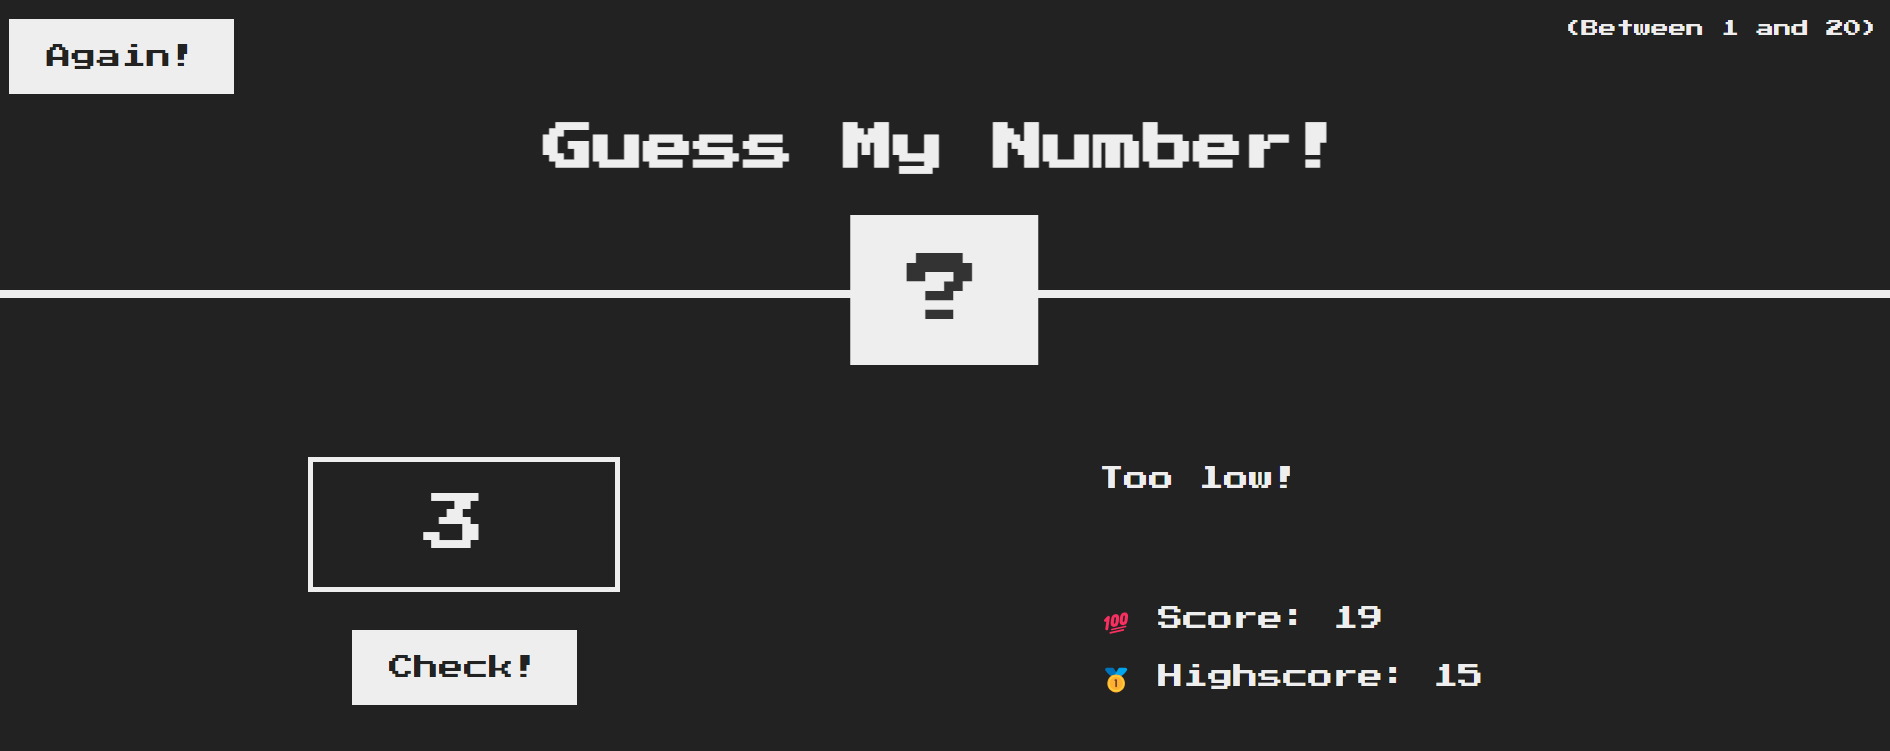 Again!
(Between 1 and 20)
Guess My Number!
?
3
Check!
Too low!
💯 Score: 19
🥇 Highscore: 15